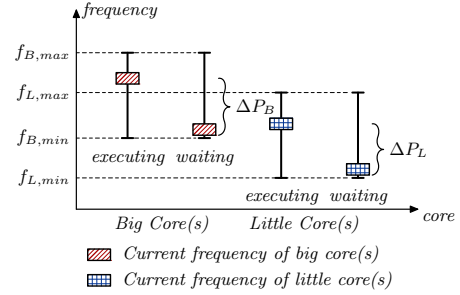 frequency
f_{B,max}
f_{L,max}
ΔP_B
f_{B,min}
executing waiting
ΔP_L
f_{L,min}
executing waiting
core
Big Core(s) Little Core(s)
Current frequency of big core(s)
Current frequency of little core(s)